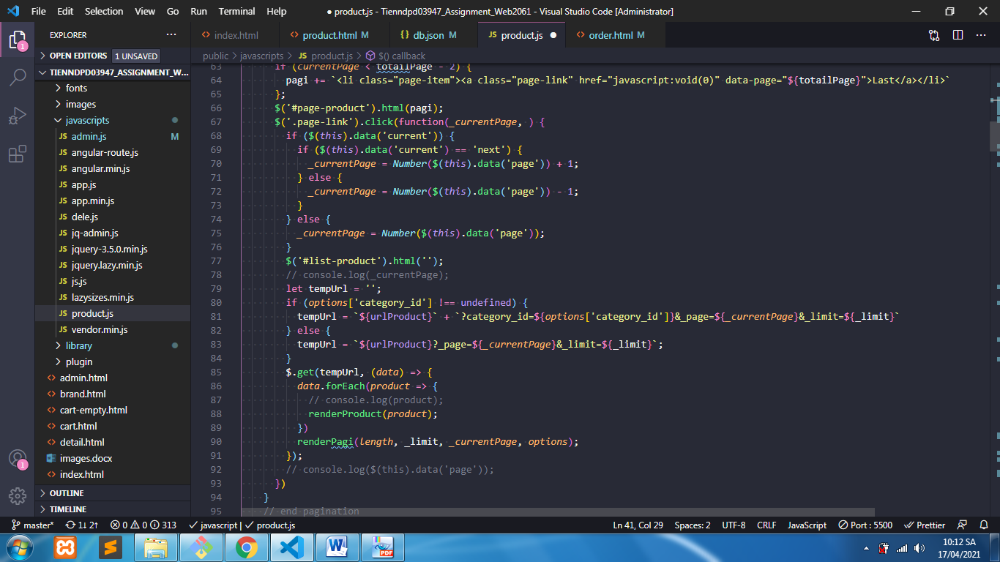 File Edit Selection View Go Run Terminal Help ● product.js - Tienndpd03947_Assignment_Web2061 - Visual Studio Code [Administrator]
EXPLORER ···
<> index.html <> product.html M {} db.json M JS product.js ● <> order.html M ···
> OPEN EDITORS 1 UNSAVED
public > javascripts > JS product.js > $() callback
TIENNDPD03947_ASSIGNMENT_W...
> fonts
> images
javascripts
JS admin.js M
JS angular-route.js
JS angular.min.js
JS app.js
JS app.min.js
JS dele.js
JS jq-admin.js
JS jquery-3.5.0.min.js
JS jquery.lazy.min.js
JS js.js
JS lazysizes.min.js
JS product.js
JS vendor.min.js
> library
> plugin
<> admin.html
<> brand.html
<> cart-empty.html
<> cart.html
<> detail.html
images.docx
<> index.html
> OUTLINE
> TIMELINE
1
1
63 if (currentPage < totailPage - 2) {
64 pagi += `<li class="page-item"><a class="page-link" href="javascript:void(0)" data-page="${totailPage}">Last</a></li>`
65 };
66 $('#page-product').html(pagi);
67 $('.page-link').click(function(_currentPage, ) {
68 if ($(this).data('current')) {
69 if ($(this).data('current') == 'next') {
70 _currentPage = Number($(this).data('page')) + 1;
71 } else {
72 _currentPage = Number($(this).data('page')) - 1;
73 }
74 } else {
75 _currentPage = Number($(this).data('page'));
76 }
77 $('#list-product').html('');
78 // console.log(_currentPage);
79 let tempUrl = '';
80 if (options['category_id'] !== undefined) {
81 tempUrl = `${urlProduct}` + `?category_id=${options['category_id']}&_page=${_currentPage}&_limit=${_limit}`
82 } else {
83 tempUrl = `${urlProduct}?_page=${_currentPage}&_limit=${_limit}`;
84 }
85 $.get(tempUrl, (data) => {
86 data.forEach(product => {
87 // console.log(product);
88 renderProduct(product);
89 })
90 renderPagi(length, _limit, _currentPage, options);
91 });
92 // console.log($(this).data('page'));
93 })
94 }
95 // end pagination
master* 1↓ 2↑ 0 0 313 ✓ javascript | ✓ product.js Ln 41, Col 29 Spaces: 2 UTF-8 CRLF JavaScript Port : 5500 Prettier
W PDF
10:12 SA
17/04/2021